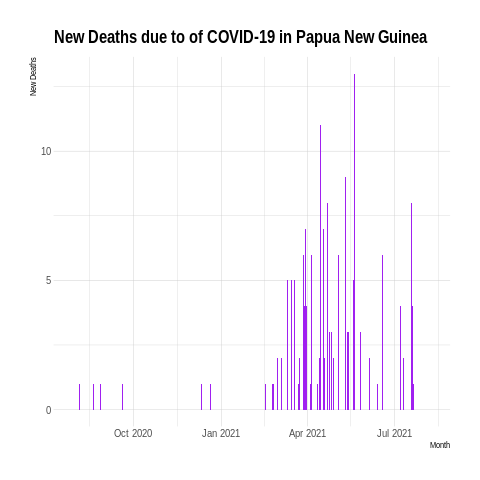 New Deaths due to of COVID-19 in Papua New Guinea
New Deaths
10
5
0
Oct 2020 Jan 2021 Apr 2021 Jul 2021
Month